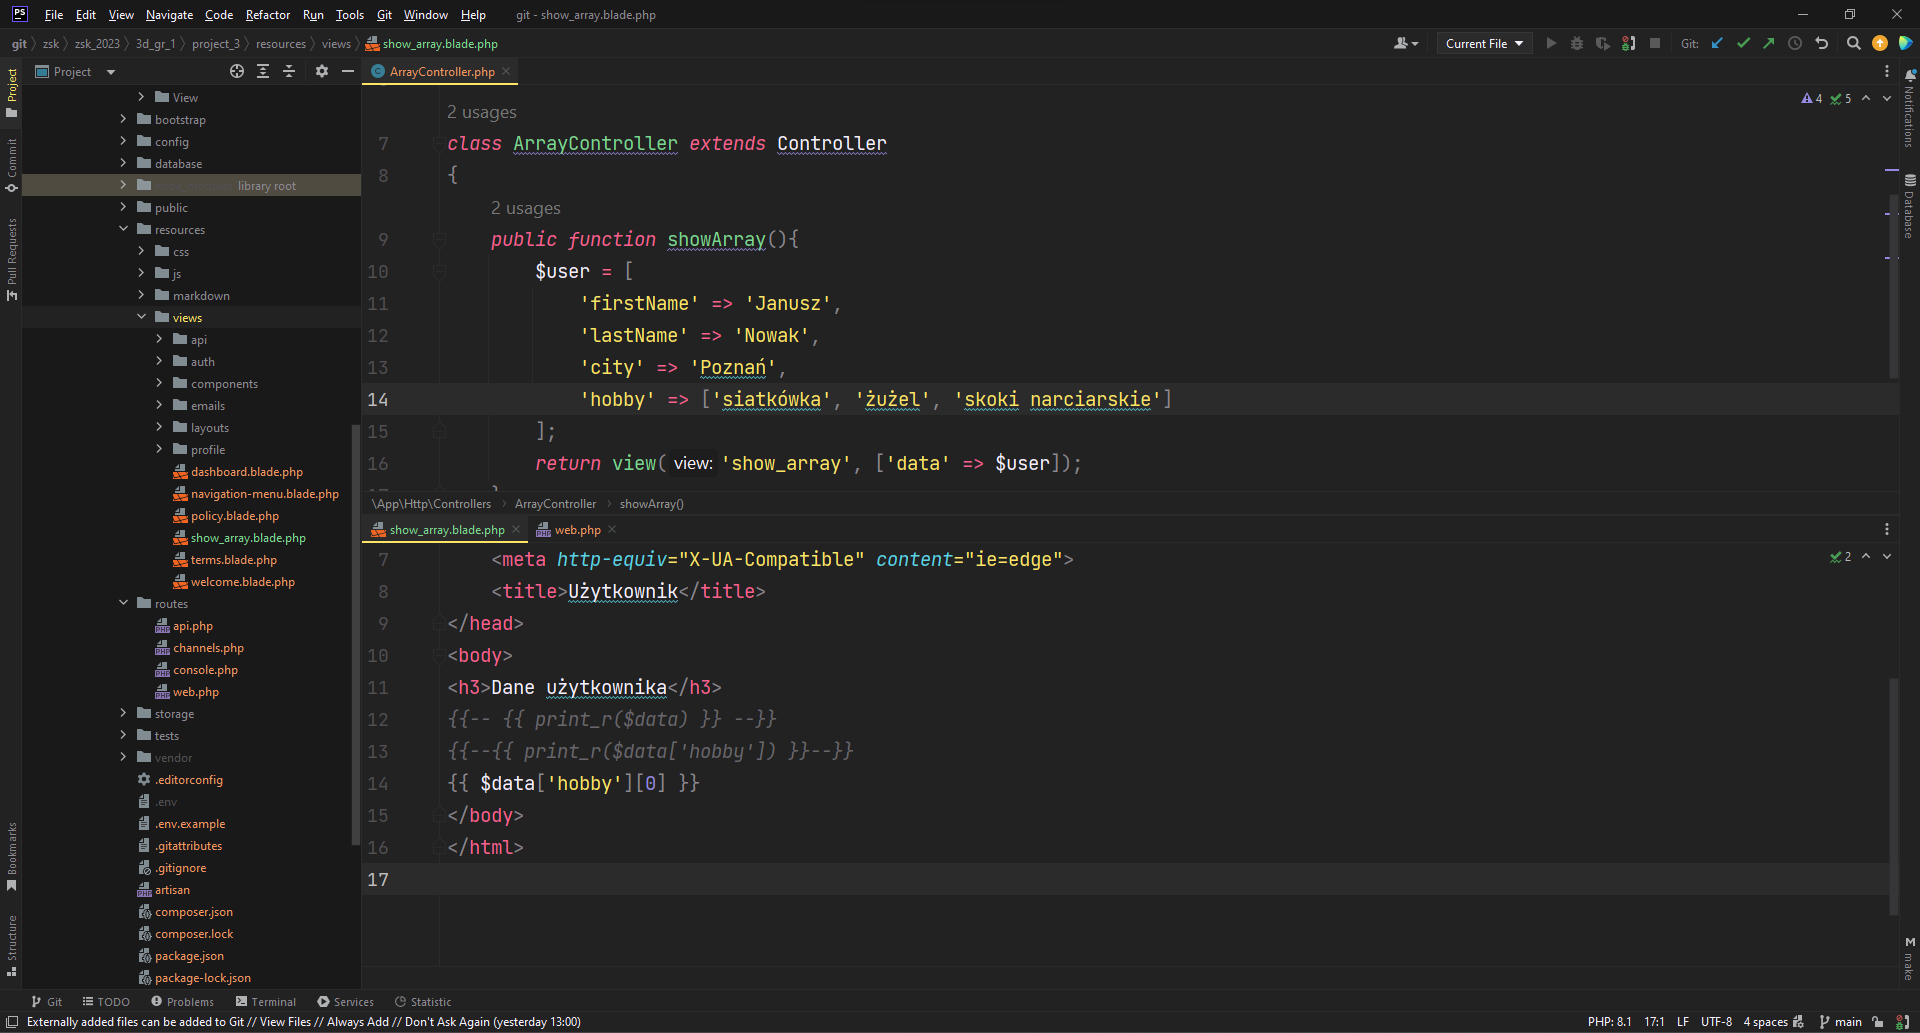 PS File Edit View Navigate Code Refactor Run Tools Git Window Help git - show_array.blade.php
git zsk zsk_2023 3d_gr_1 project_3 resources views show_array.blade.php Current File Git:
Project
Project
Commit
Pull Requests
Bookmarks
Structure
View
bootstrap
config
database
library root
public
resources
css
js
markdown
views
api
auth
components
emails
layouts
profile
dashboard.blade.php
navigation-menu.blade.php
policy.blade.php
show_array.blade.php
terms.blade.php
welcome.blade.php
routes
api.php
channels.php
console.php
web.php
storage
tests
vendor
.editorconfig
.env
.env.example
.gitattributes
.gitignore
artisan
composer.json
composer.lock
package.json
package-lock.json
ArrayController.php
4 5
2 usages
7 class ArrayController extends Controller
8 {
2 usages
9 public function showArray(){
10 $user = [
11 'firstName' => 'Janusz',
12 'lastName' => 'Nowak',
13 'city' => 'Poznań',
14 'hobby' => ['siatkówka', 'żużel', 'skoki narciarskie']
15 ];
16 return view( view: 'show_array', ['data' => $user]);
\App\Http\Controllers ArrayController showArray()
show_array.blade.php web.php
2
7 <meta http-equiv="X-UA-Compatible" content="ie=edge">
8 <title>Użytkownik</title>
9 </head>
10 <body>
11 <h3>Dane użytkownika</h3>
12 {{-- {{ print_r($data) }} --}}
13 {{--{{ print_r($data['hobby']) }}--}}
14 {{ $data['hobby'][0] }}
15 </body>
16 </html>
17
Notifications
Database
M make
Git TODO Problems Terminal Services Statistic
Externally added files can be added to Git // View Files // Always Add // Don't Ask Again (yesterday 13:00) PHP: 8.1 17:1 LF UTF-8 4 spaces main